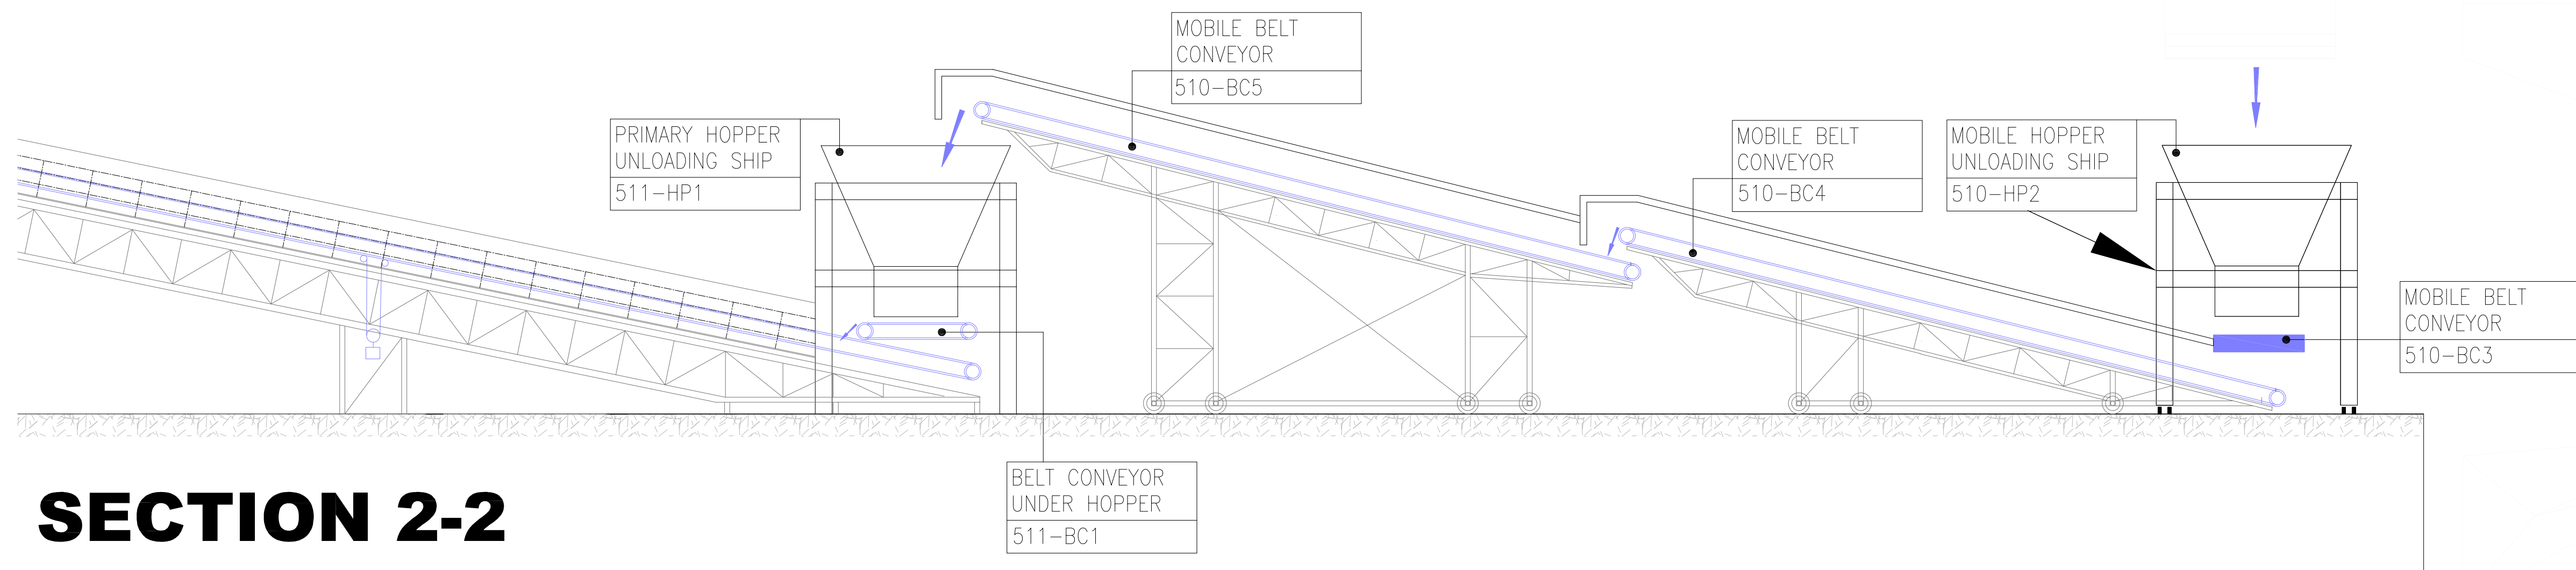 MOBILE BELT
CONVEYOR
510-BC5
PRIMARY HOPPER
UNLOADING SHIP
511-HP1
MOBILE BELT
CONVEYOR
510-BC4
MOBILE HOPPER
UNLOADING SHIP
510-HP2
MOBILE BELT
CONVEYOR
510-BC3
BELT CONVEYOR
UNDER HOPPER
511-BC1
SECTION 2-2